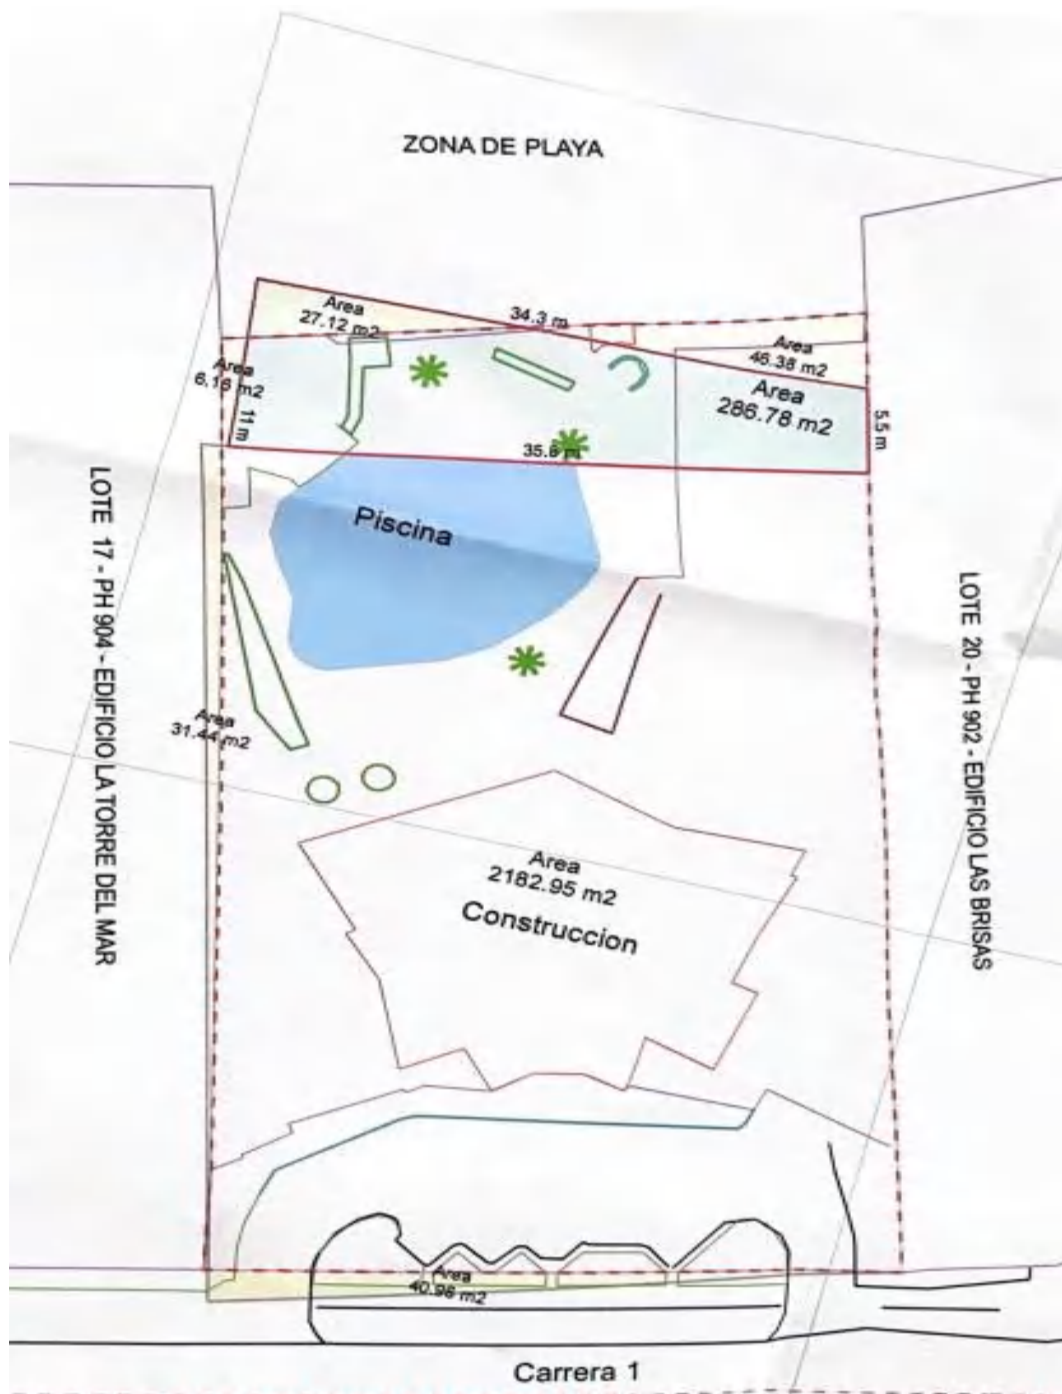 ZONA DE PLAYA
Area
27.12 m2
34.3 m
Area
46.38 m2
Area
6.16 m2
Area
286.78 m2
11 m
35.6 m
5.5 m
Piscina
LOTE 17 - PH 904 - EDIFICIO LA TORRE DEL MAR
LOTE 20 - PH 902 - EDIFICIO LAS BRISAS
Area
31.44 m2
Area
2182.95 m2
Construccion
Area
40.96 m2
Carrera 1